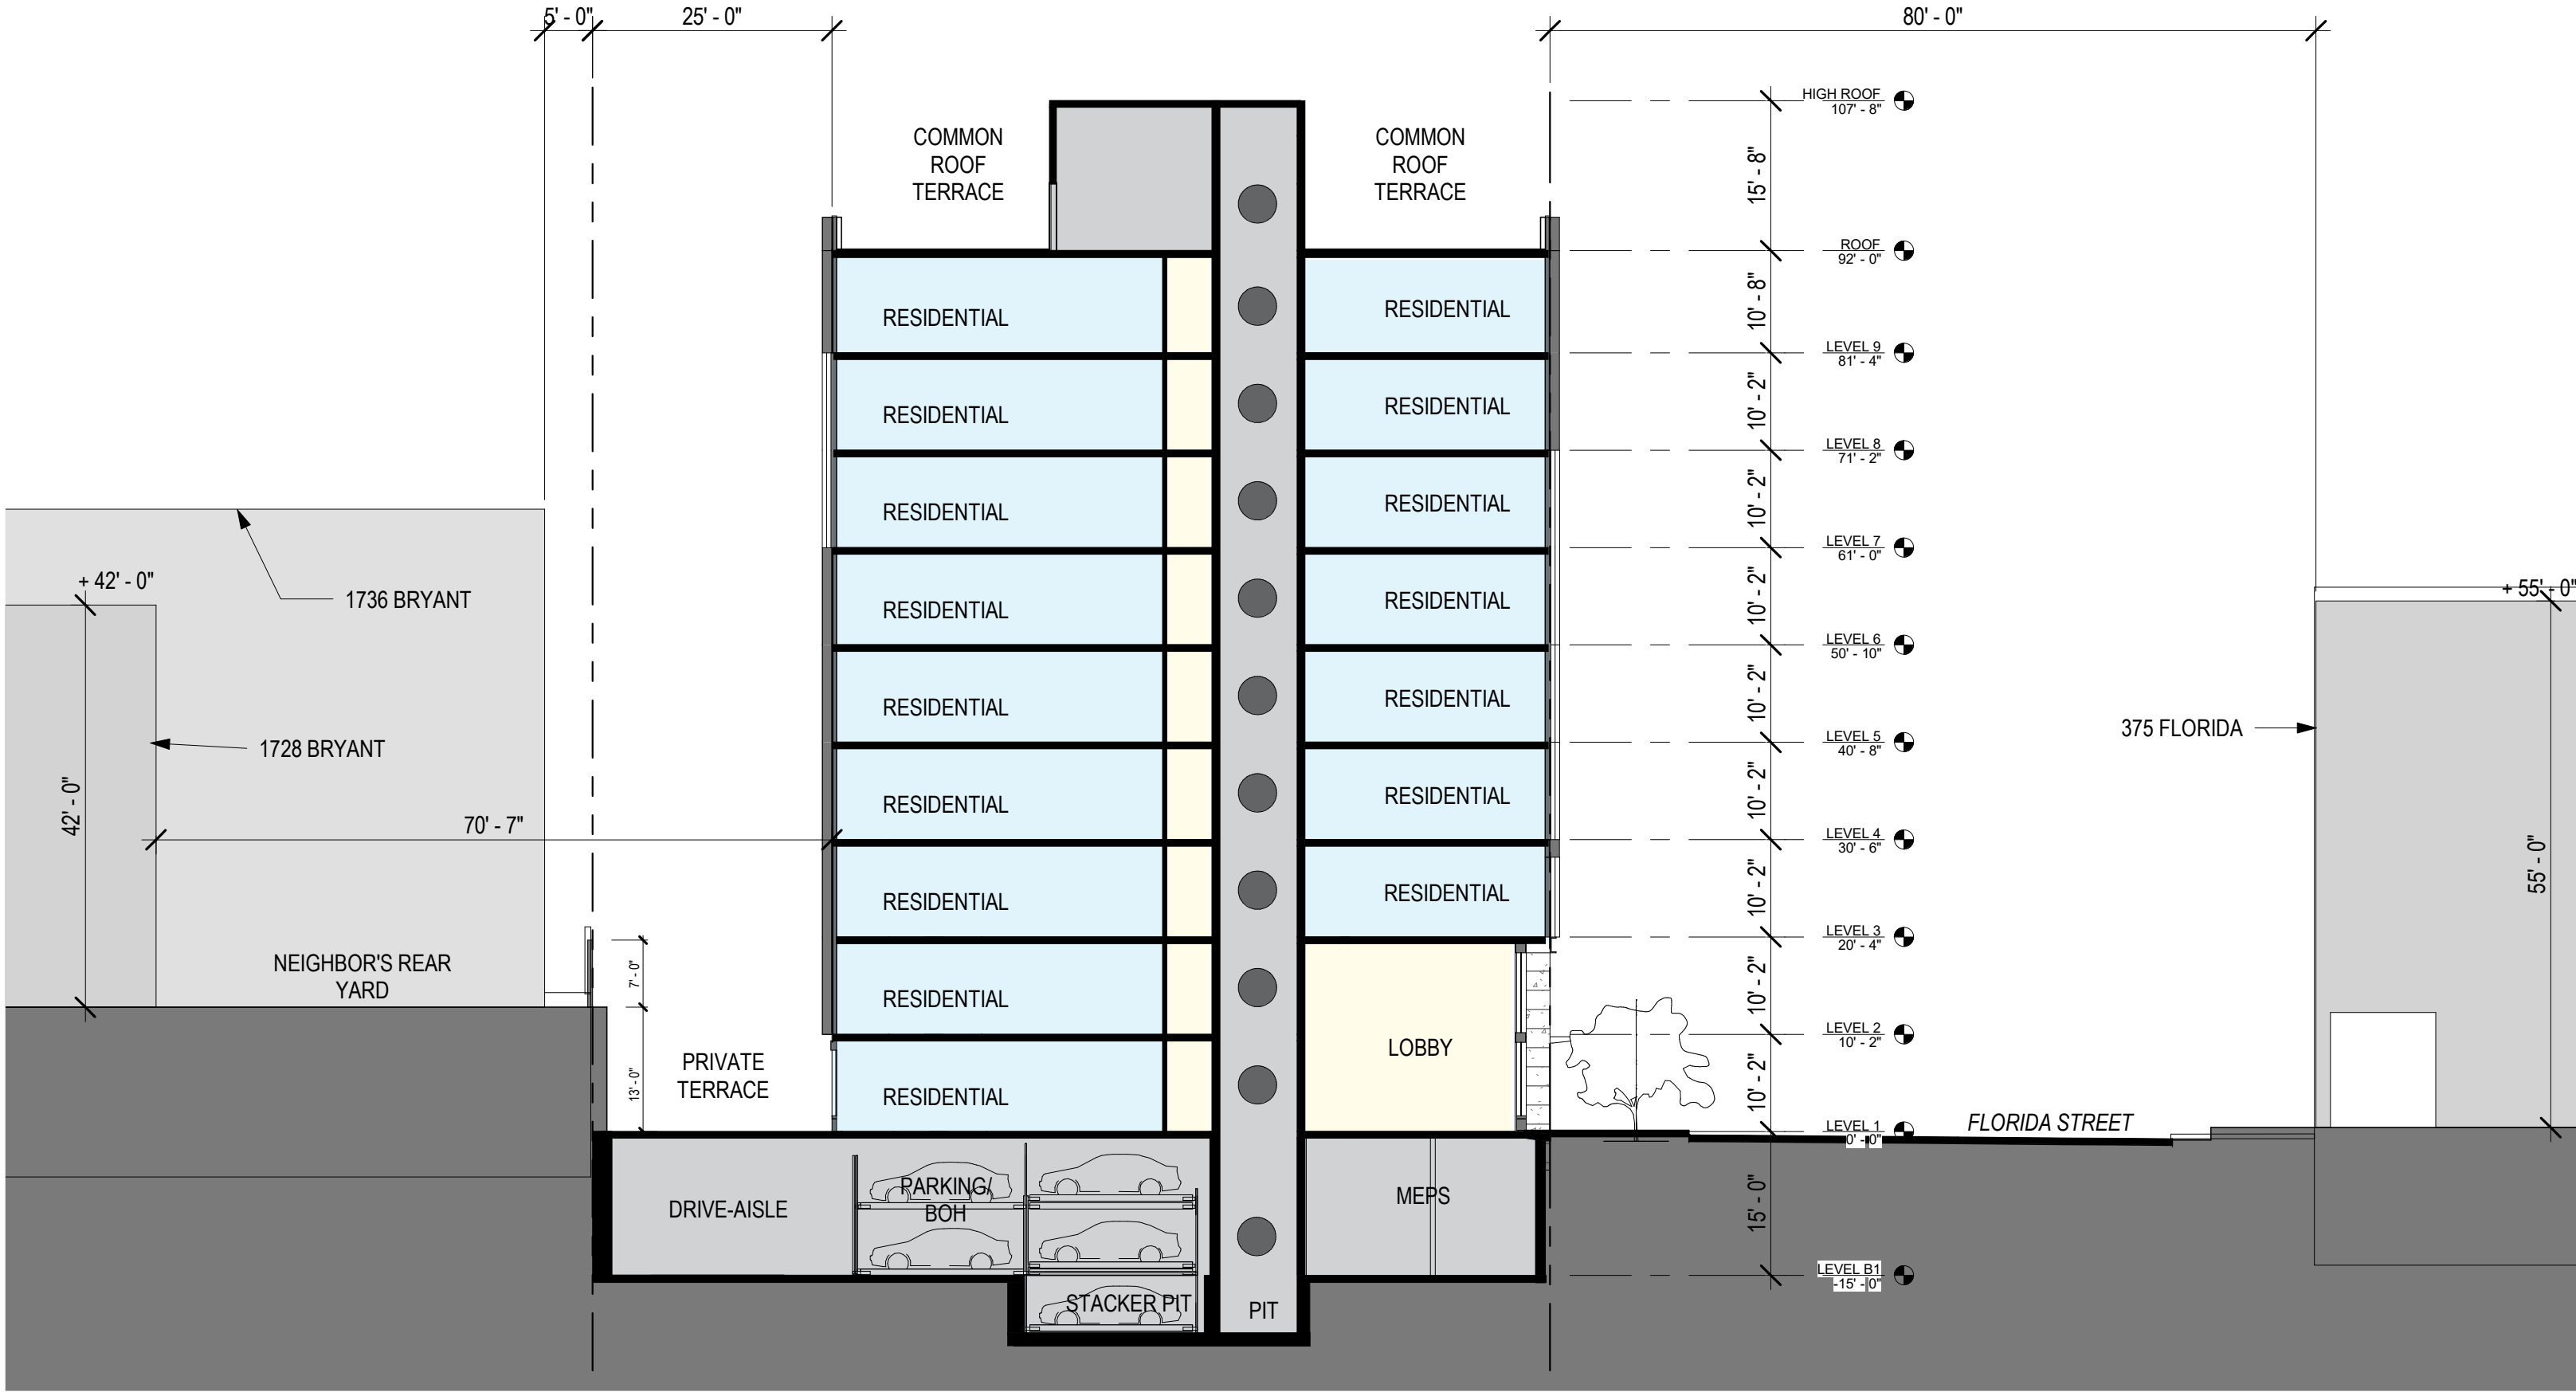 5' - 0"
25' - 0"
80' - 0"
HIGH ROOF
107' - 8"
COMMON
ROOF
TERRACE
COMMON
ROOF
TERRACE
15' - 8"
ROOF
92' - 0"
RESIDENTIAL
RESIDENTIAL
10' - 8"
LEVEL 9
81' - 4"
RESIDENTIAL
RESIDENTIAL
10' - 2"
LEVEL 8
71' - 2"
RESIDENTIAL
RESIDENTIAL
10' - 2"
LEVEL 7
61' - 0"
+ 42' - 0"
1736 BRYANT
RESIDENTIAL
RESIDENTIAL
10' - 2"
+ 55' - 0"
LEVEL 6
50' - 10"
RESIDENTIAL
RESIDENTIAL
10' - 2"
375 FLORIDA
LEVEL 5
40' - 8"
1728 BRYANT
42' - 0"
RESIDENTIAL
RESIDENTIAL
10' - 2"
70' - 7"
LEVEL 4
30' - 6"
55' - 0"
RESIDENTIAL
RESIDENTIAL
10' - 2"
LEVEL 3
20' - 4"
NEIGHBOR'S REAR
YARD
7' - 0"
RESIDENTIAL
10' - 2"
LEVEL 2
10' - 2"
PRIVATE
TERRACE
13' - 0"
RESIDENTIAL
LOBBY
10' - 2"
LEVEL 1
0' - 0"
FLORIDA STREET
DRIVE-AISLE
PARKING/
BOH
MEPS
15' - 0"
LEVEL B1
-15' - 0"
STACKER PIT
PIT